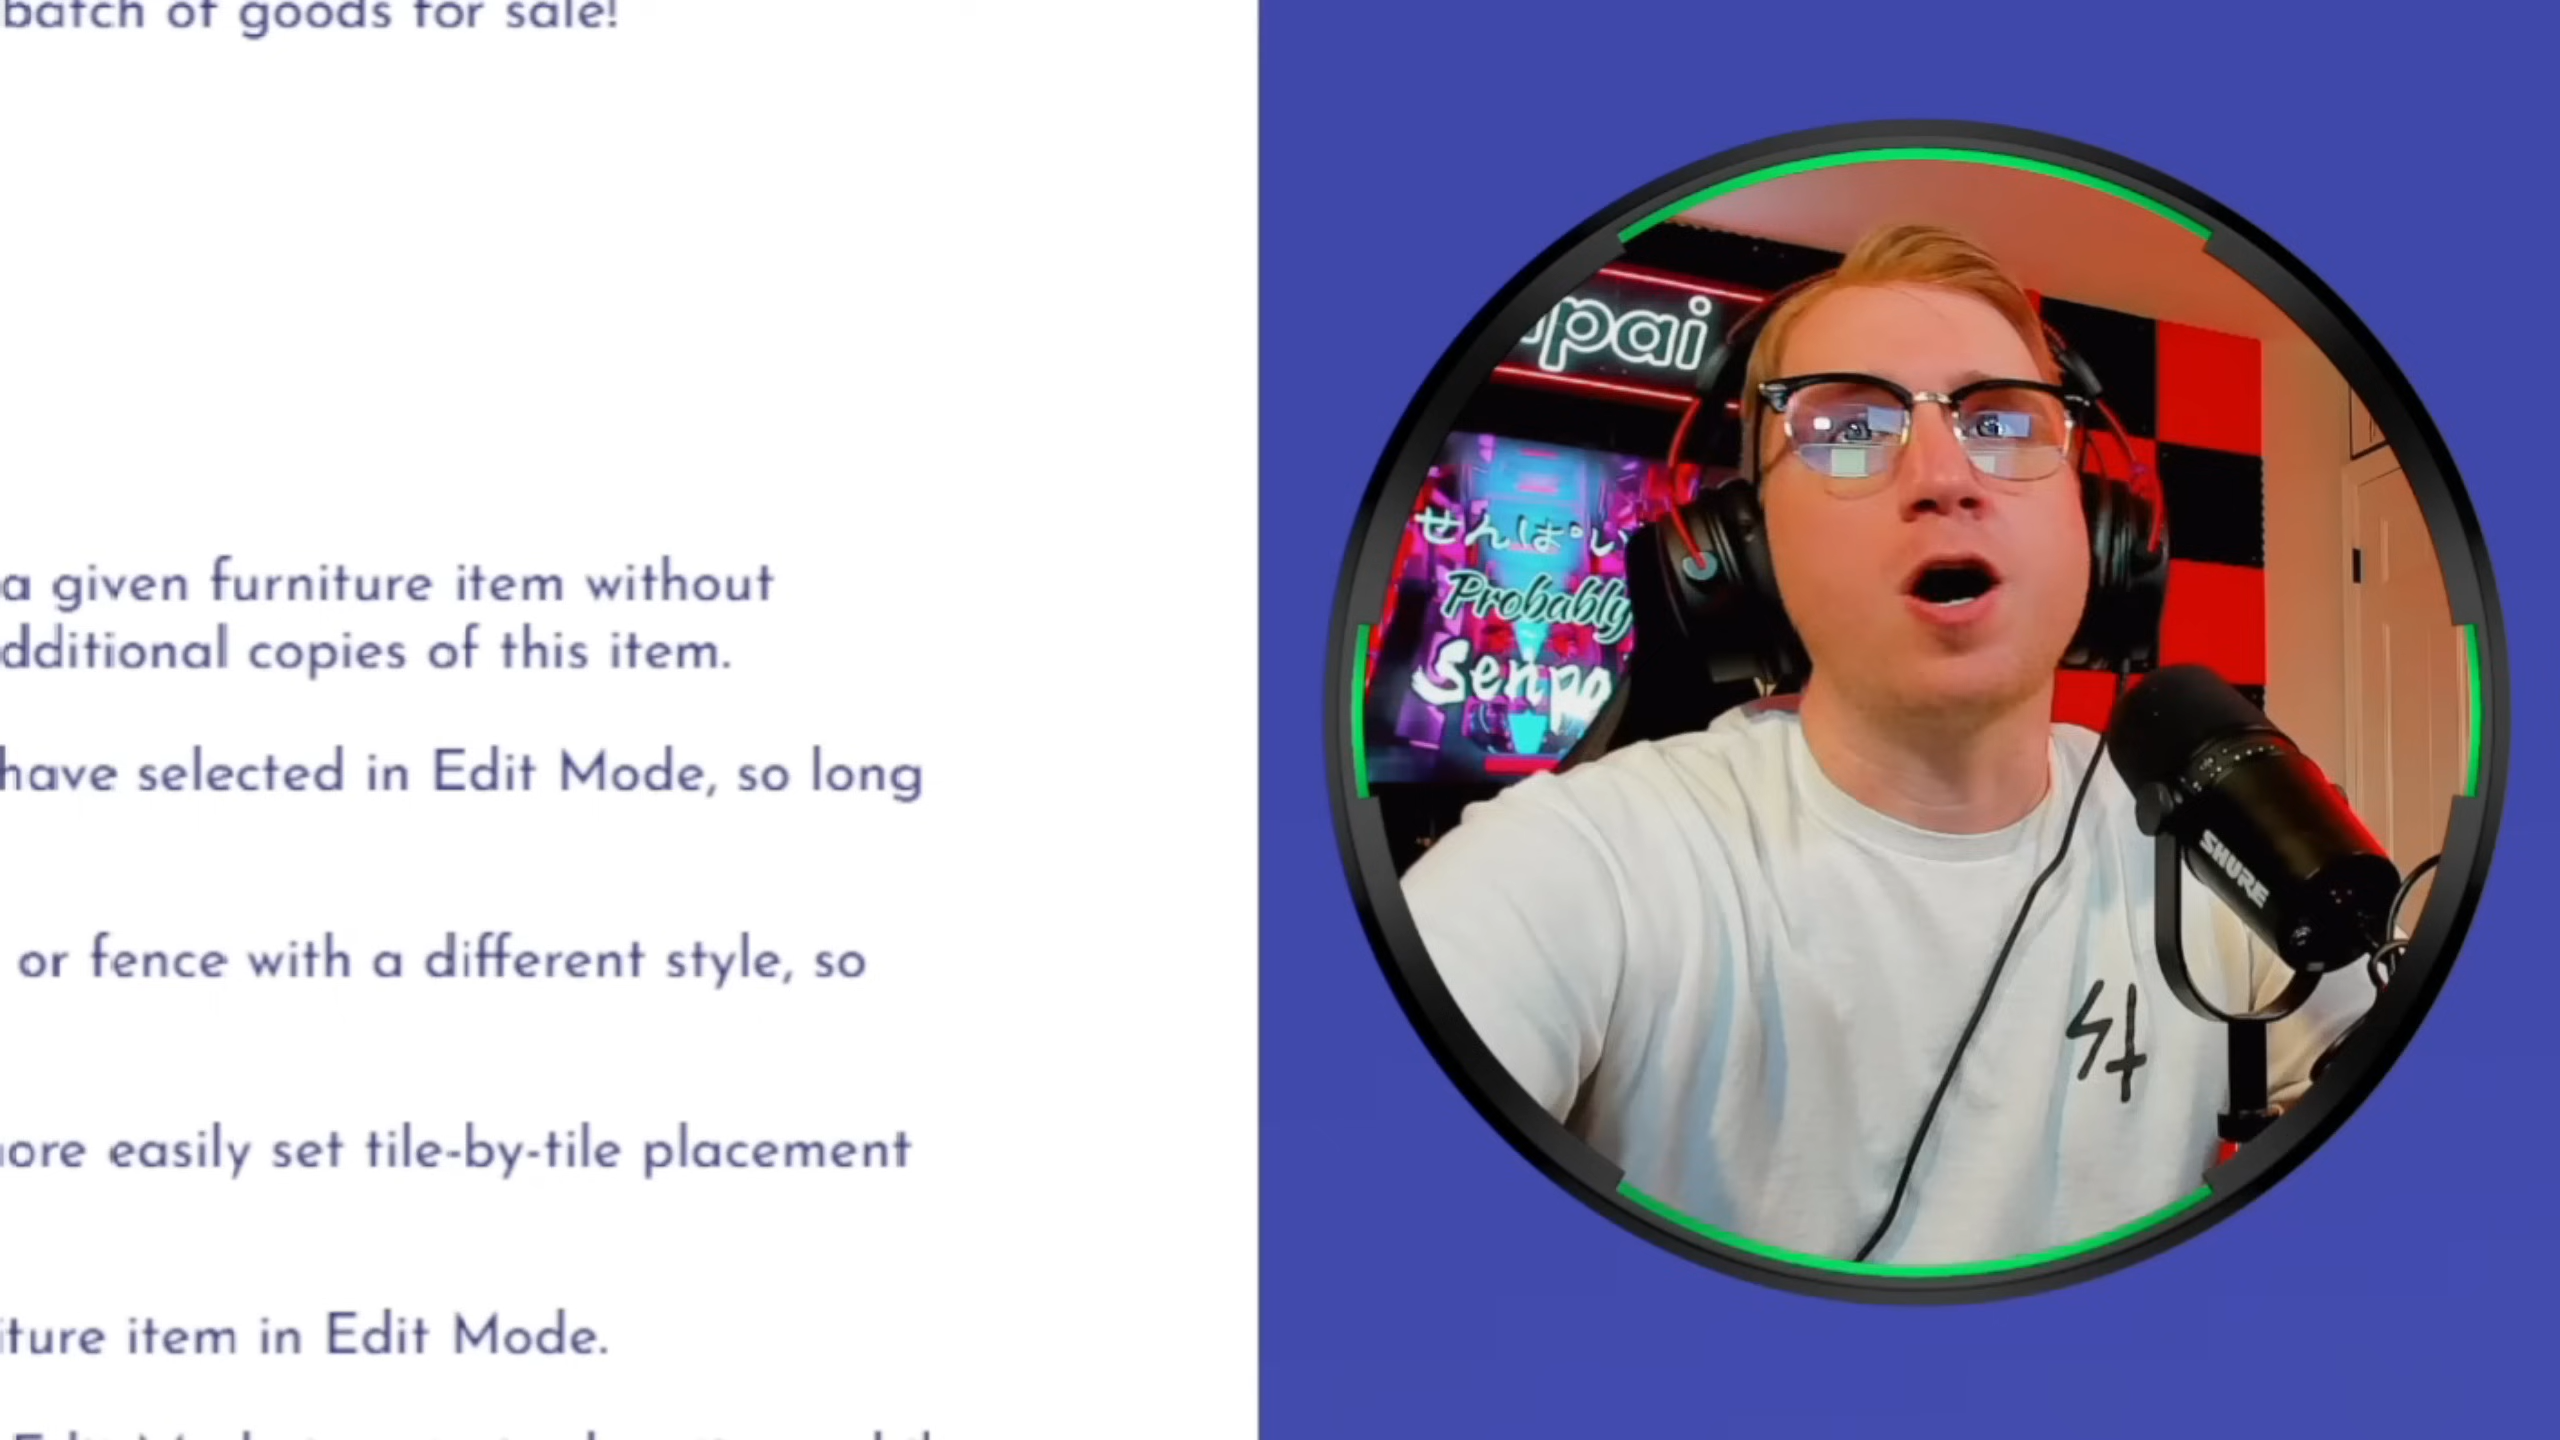 batch of goods for sale!
a given furniture item without
dditional copies of this item.
have selected in Edit Mode, so long
or fence with a different style, so
ore easily set tile-by-tile placement
iture item in Edit Mode.
pai
せんぱい
Probably
Senpa
SHURE